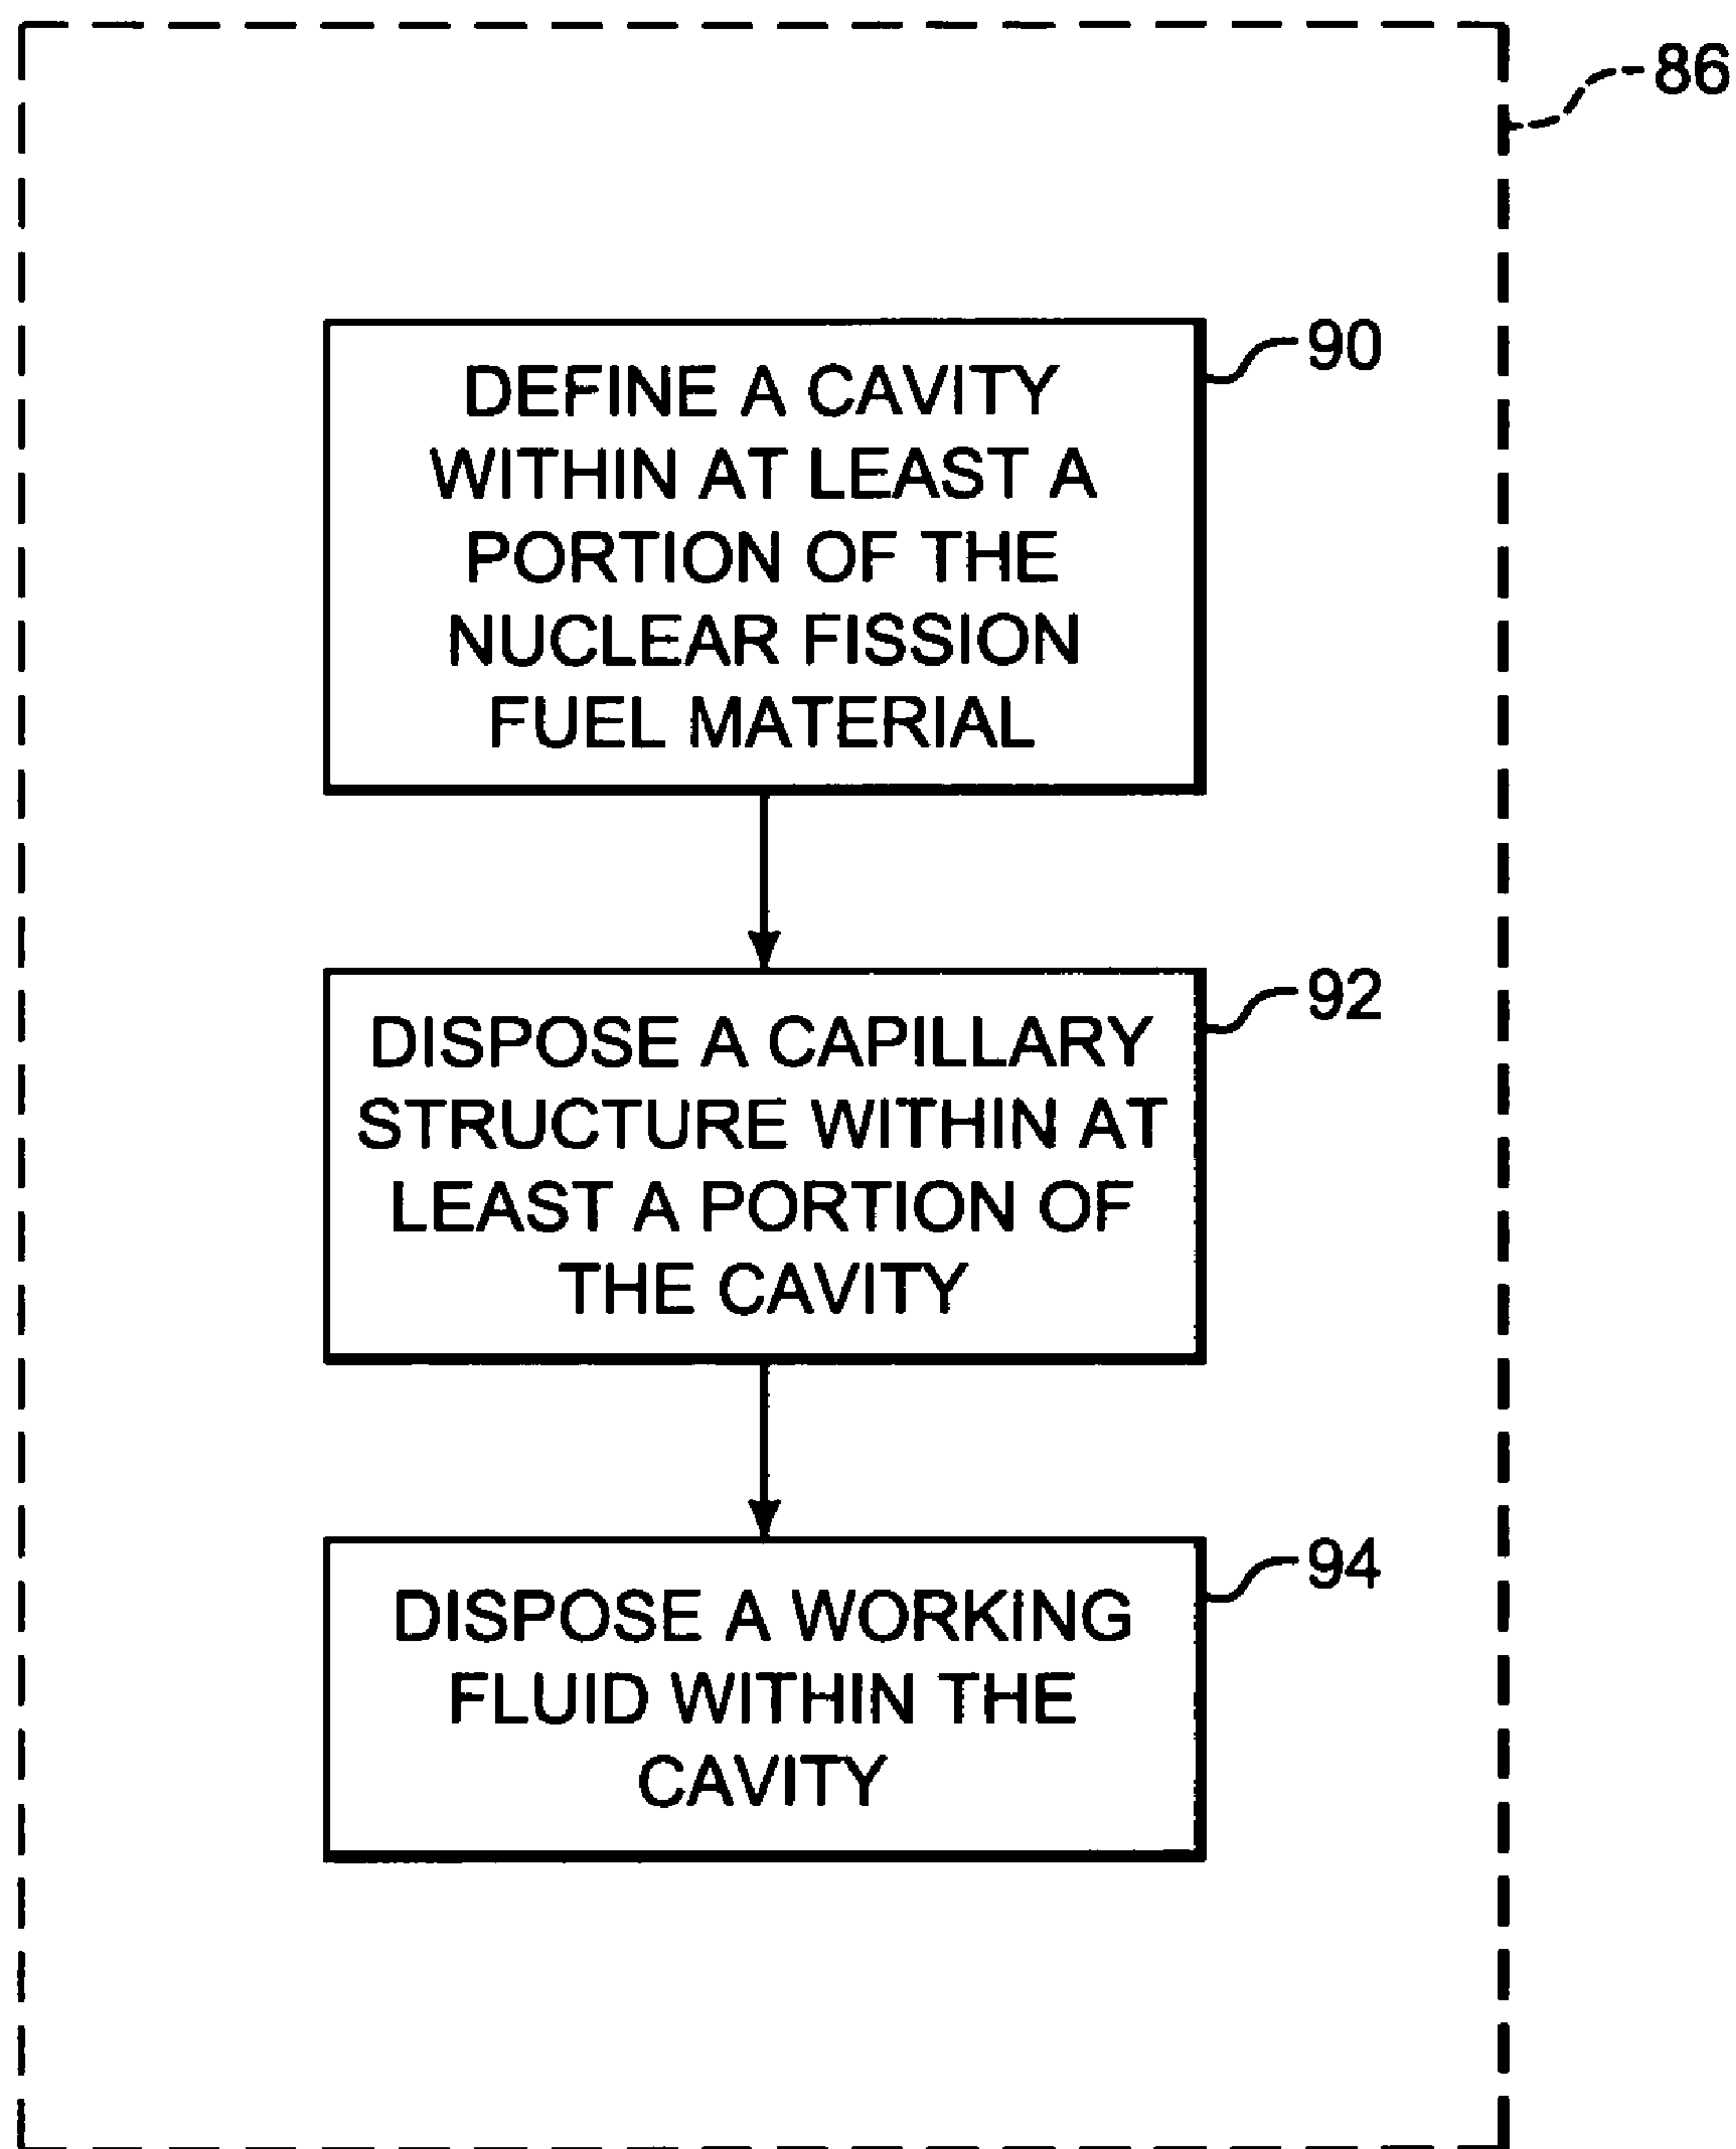 86
90
DEFINE A CAVITY
WITHIN AT LEAST A
PORTION OF THE
NUCLEAR FISSION
FUEL MATERIAL
92
DISPOSE A CAPILLARY
STRUCTURE WITHIN AT
LEAST A PORTION OF
THE CAVITY
94
DISPOSE A WORKING
FLUID WITHIN THE
CAVITY